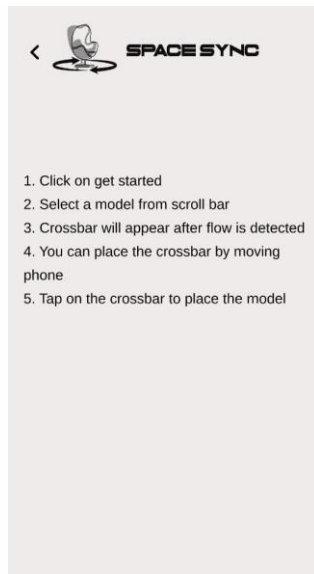 SPACE SYNC
1. Click on get started
2. Select a model from scroll bar
3. Crossbar will appear after flow is detected
4. You can place the crossbar by moving
phone
5. Tap on the crossbar to place the model